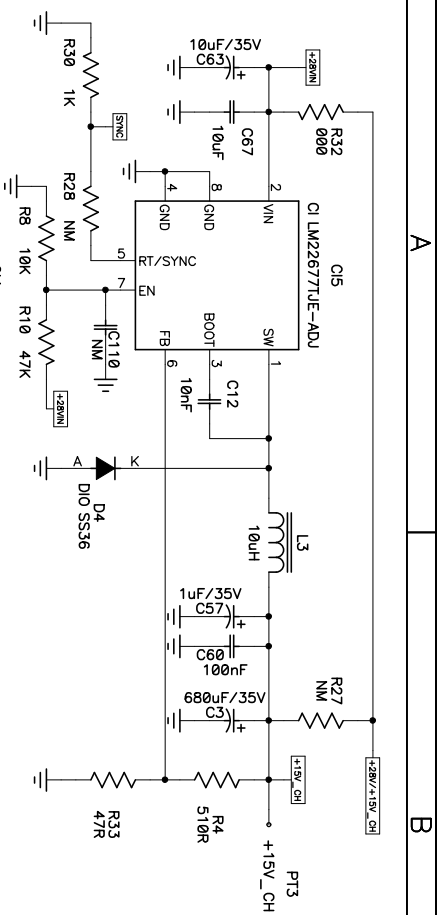 A
B
+28VIN
R32
000
10uF/35V
C63
+
C67
10uF
R30
1K
SYNC
R28
NM
R8
10K
R10
47K
+28VIN
C110
NM
CI5
CI LM22677TJE-ADJ
2
VIN
8
GND
4
GND
5
RT/SYNC
7
EN
SW
1
BOOT
3
FB
6
C12
10nF
A
K
D4
DIO SS36
L3
10uH
1uF/35V
C57
+
C60
100nF
680uF/35V
C3
+
R27
NM
+28V/+15V_CH
+15V_CH
PT3
+15V_CH
R4
510R
R33
47R